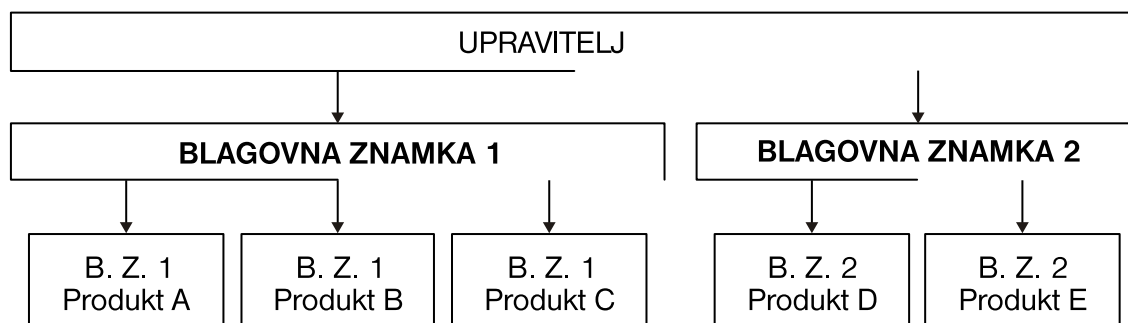 UPRAVITELJ
BLAGOVNA ZNAMKA 1
BLAGOVNA ZNAMKA 2
B. Z. 1
Produkt A
B. Z. 1
Produkt B
B. Z. 1
Produkt C
B. Z. 2
Produkt D
B. Z. 2
Produkt E